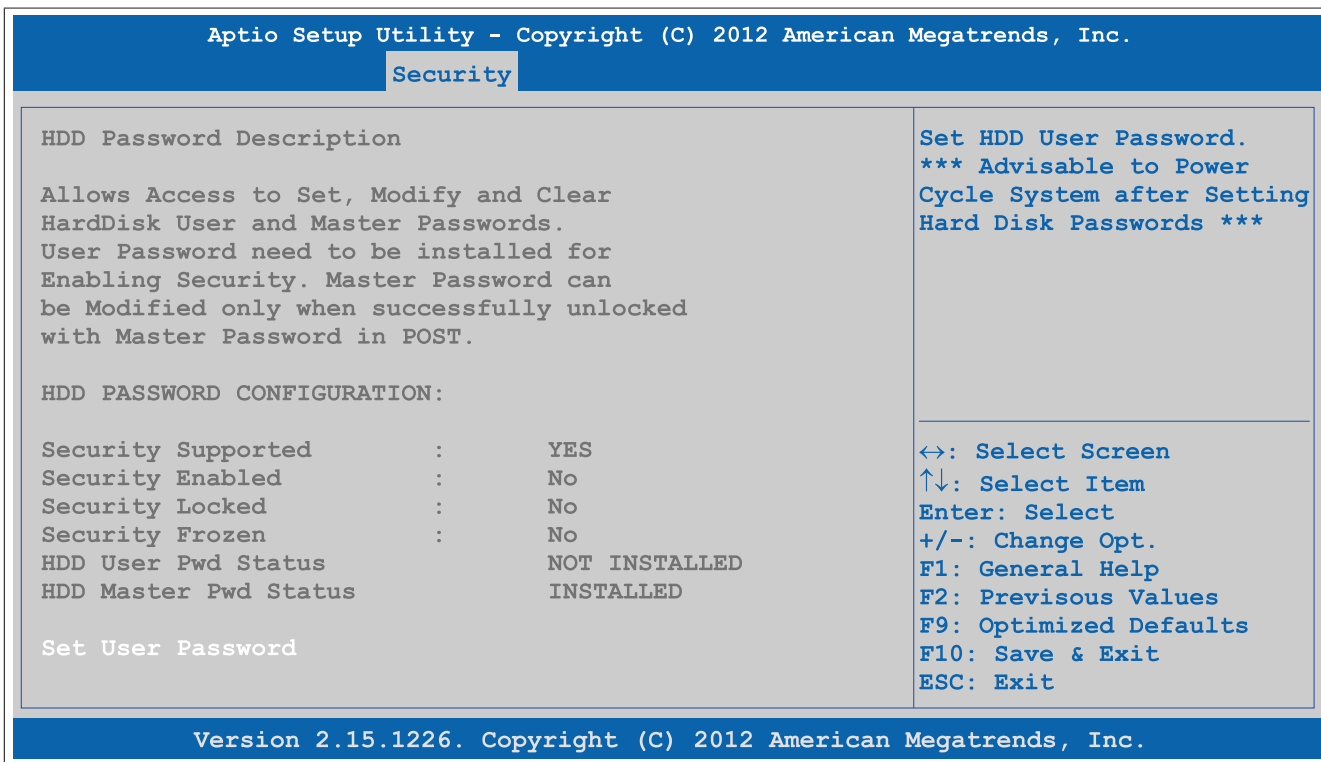 Aptio Setup Utility - Copyright (C) 2012 American Megatrends, Inc.
Security
HDD Password Description
Allows Access to Set, Modify and Clear
HardDisk User and Master Passwords.
User Password need to be installed for
Enabling Security. Master Password can
be Modified only when successfully unlocked
with Master Password in POST.
HDD PASSWORD CONFIGURATION:
Security Supported : YES
Security Enabled : No
Security Locked : No
Security Frozen : No
HDD User Pwd Status NOT INSTALLED
HDD Master Pwd Status INSTALLED
Set User Password
Set HDD User Password.
*** Advisable to Power
Cycle System after Setting
Hard Disk Passwords ***
↔: Select Screen
↑↓: Select Item
Enter: Select
+/-: Change Opt.
F1: General Help
F2: Previsous Values
F9: Optimized Defaults
F10: Save & Exit
ESC: Exit
Version 2.15.1226. Copyright (C) 2012 American Megatrends, Inc.